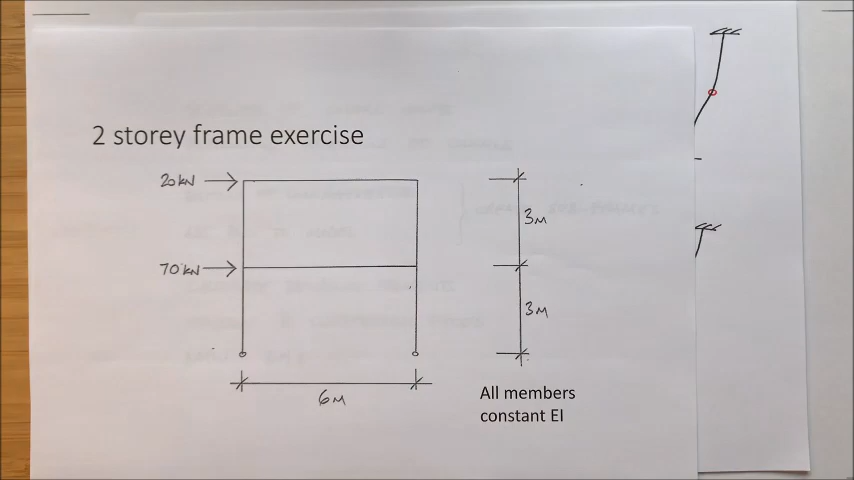 2 storey frame exercise
20kN
3M
70kN
3M
6M
All members
constant EI